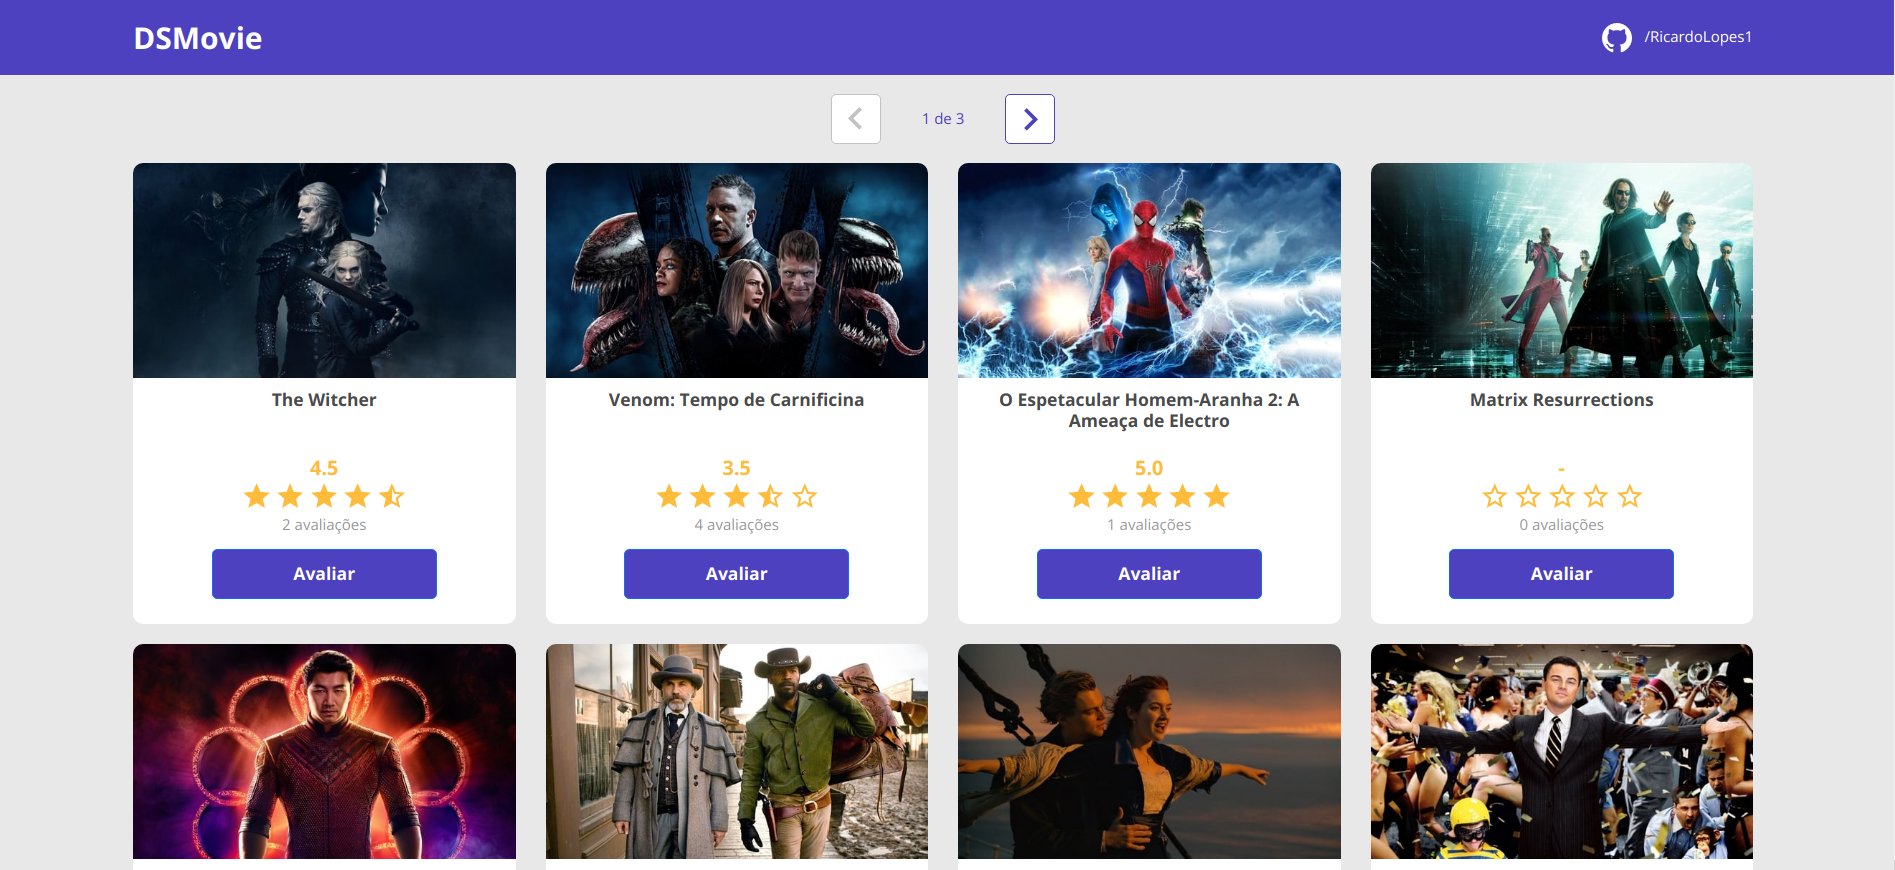 DSMovie
/RicardoLopes1
1 de 3
The Witcher
4.5
2 avaliações
Avaliar
Venom: Tempo de Carnificina
3.5
4 avaliações
Avaliar
O Espetacular Homem-Aranha 2: A
Ameaça de Electro
5.0
1 avaliações
Avaliar
Matrix Resurrections
-
0 avaliações
Avaliar